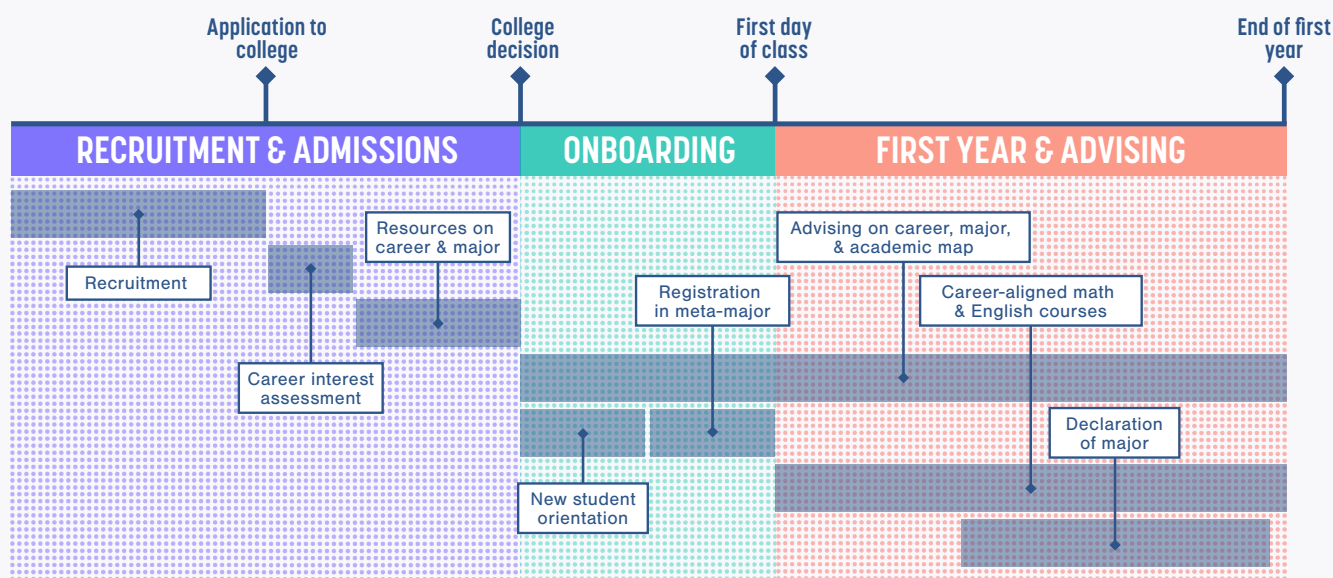 Application to
college
College
decision
First day
of class
End of first
year
RECRUITMENT & ADMISSIONS
ONBOARDING
FIRST YEAR & ADVISING
Recruitment
Career interest
assessment
Resources on
career & major
New student
orientation
Registration
in meta-major
Advising on career, major,
& academic map
Career-aligned math
& English courses
Declaration
of major